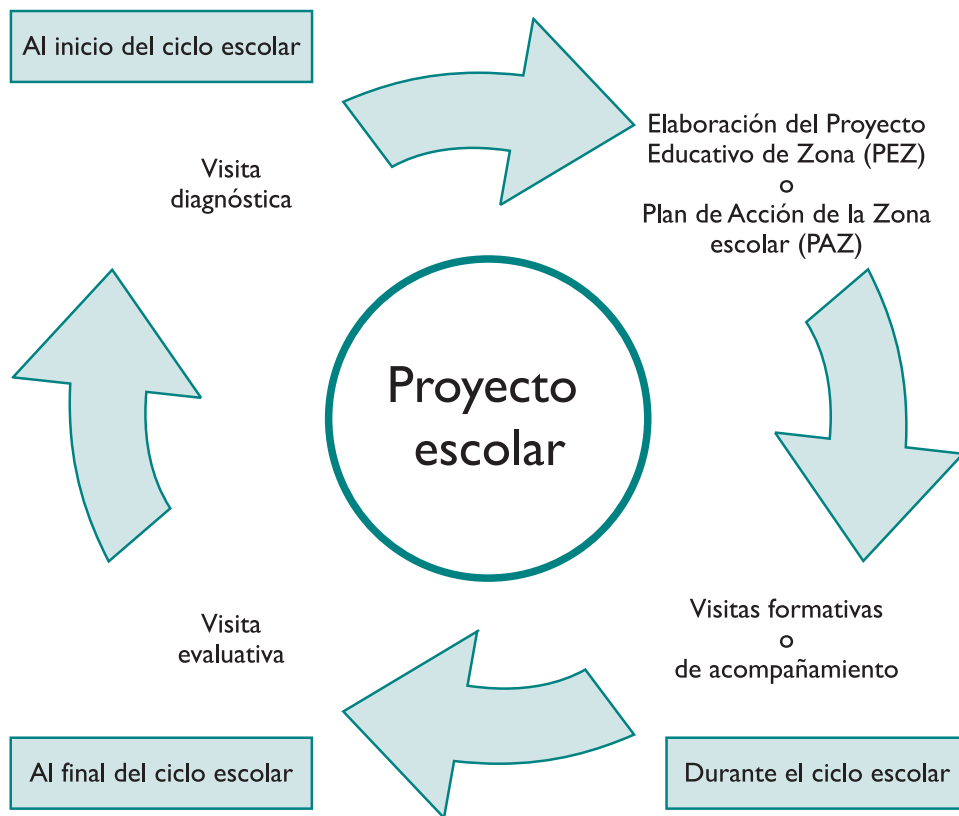 Al inicio del ciclo escolar
Visita
diagnóstica
Elaboración del Proyecto
Educativo de Zona (PEZ)
o
Plan de Acción de la Zona
escolar (PAZ)
Proyecto
escolar
Visitas formativas
o
de acompañamiento
Durante el ciclo escolar
Visita
evaluativa
Al final del ciclo escolar